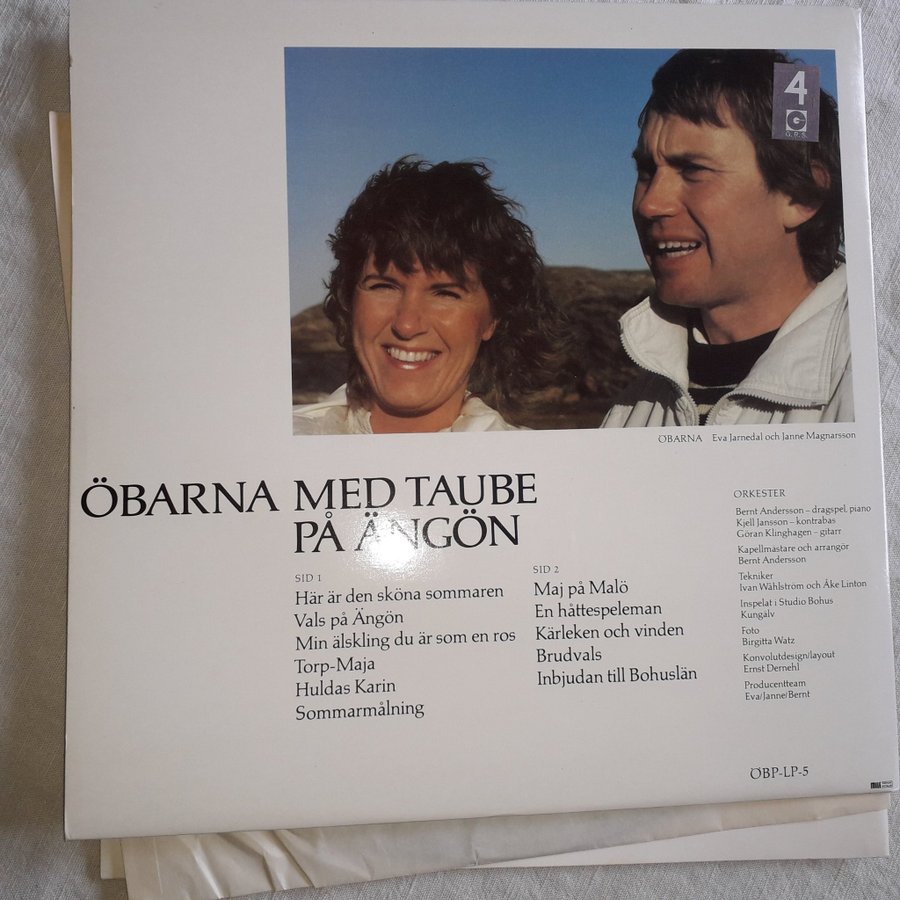 4
G
G.R.S.
ÖBARNA Eva Jarnedal och Janne Magnarsson
ÖBARNA MED TAUBE
PÅ ÄNGÖN
SID 1
Här är den sköna sommaren
Vals på Ängön
Min älskling du är som en ros
Torp-Maja
Huldas Karin
Sommarmålning
SID 2
Maj på Malö
En håttespeleman
Kärleken och vinden
Brudvals
Inbjudan till Bohuslän
ORKESTER
Bernt Andersson – dragspel, piano
Kjell Jansson – kontrabas
Göran Klinghagen – gitarr
Kapellmästare och arrangör
Bernt Andersson
Tekniker
Ivan Wåhlström och Åke Linton
Inspelat i Studio Bohus
Kungälv
Foto
Birgitta Watz
Konvolutdesign/layout
Ernst Dernehl
Producentteam
Eva/Janne/Bernt
ÖBP-LP-5